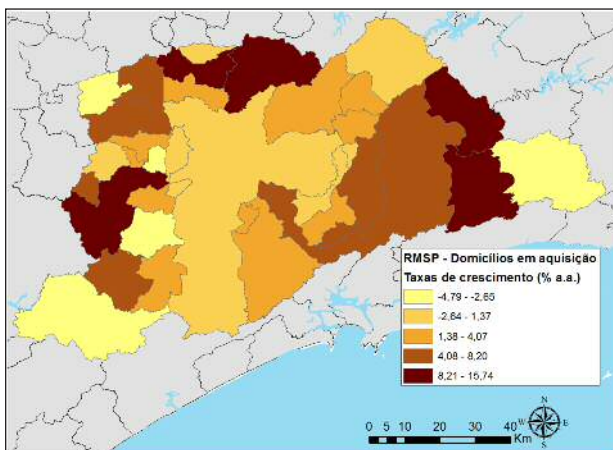 RMSP - Domicílios em aquisição
Taxas de crescimento (% a.a.)
-4,79 - -2,65
-2,64 - 1,37
1,38 - 4,07
4,08 - 8,20
8,21 - 15,74
N
W E
S
0 5 10 20 30 40
Km